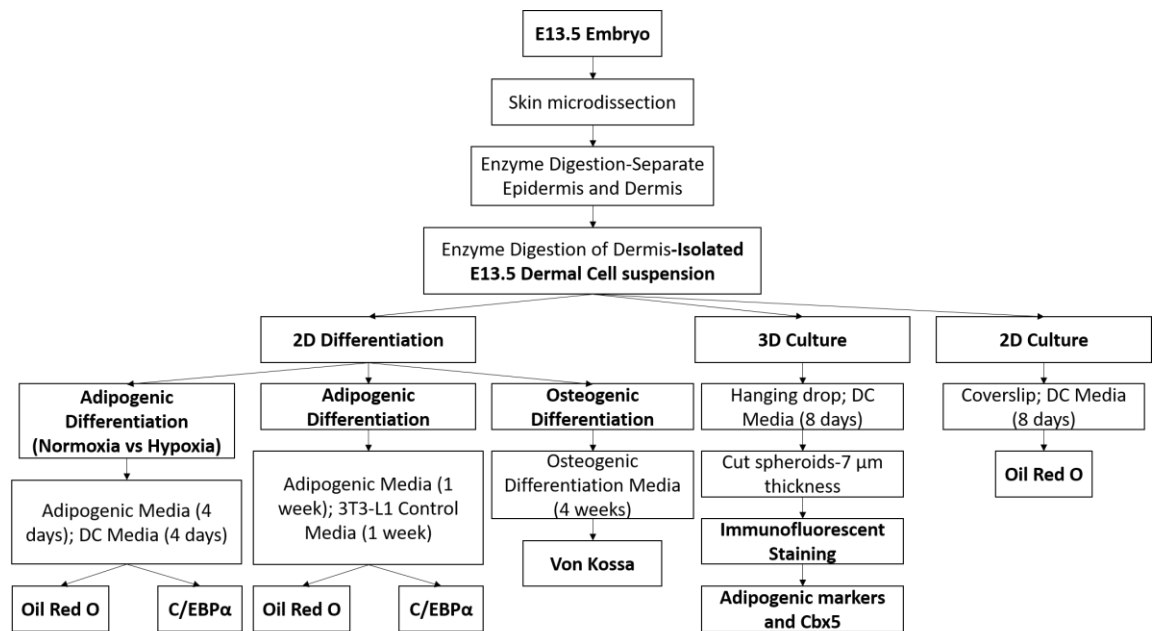 E13.5 Embryo
Skin microdissection
Enzyme Digestion-Separate
Epidermis and Dermis
Enzyme Digestion of Dermis-Isolated
E13.5 Dermal Cell suspension
2D Differentiation
3D Culture
2D Culture
Adipogenic
Differentiation
(Normoxia vs Hypoxia)
Adipogenic
Differentiation
Osteogenic
Differentiation
Hanging drop; DC
Media (8 days)
Coverslip; DC Media
(8 days)
Adipogenic Media (4
days); DC Media (4 days)
Adipogenic Media (1
week); 3T3-L1 Control
Media (1 week)
Osteogenic
Differentiation Media
(4 weeks)
Cut spheroids-7 μm
thickness
Oil Red O
Immunofluorescent
Staining
Von Kossa
Oil Red O
C/EBPα
Oil Red O
C/EBPα
Adipogenic markers
and Cbx5